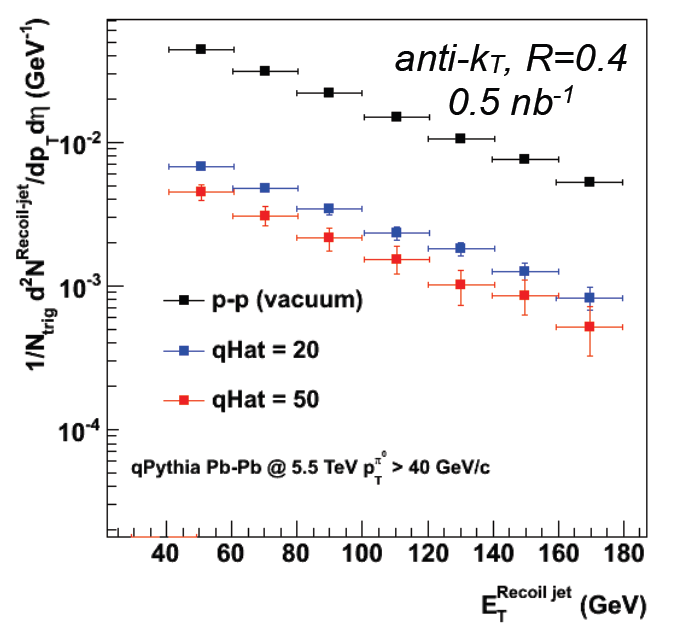 anti-kT, R=0.4
0.5 nb-1
1/Ntrig d2NRecoil-jet/dpTdη (GeV-1)
10-2
10-3
10-4
p-p (vacuum)
qHat = 20
qHat = 50
qPythia Pb-Pb @ 5.5 TeV pTπ0 > 40 GeV/c
40 60 80 100 120 140 160 180
ETRecoil jet (GeV)